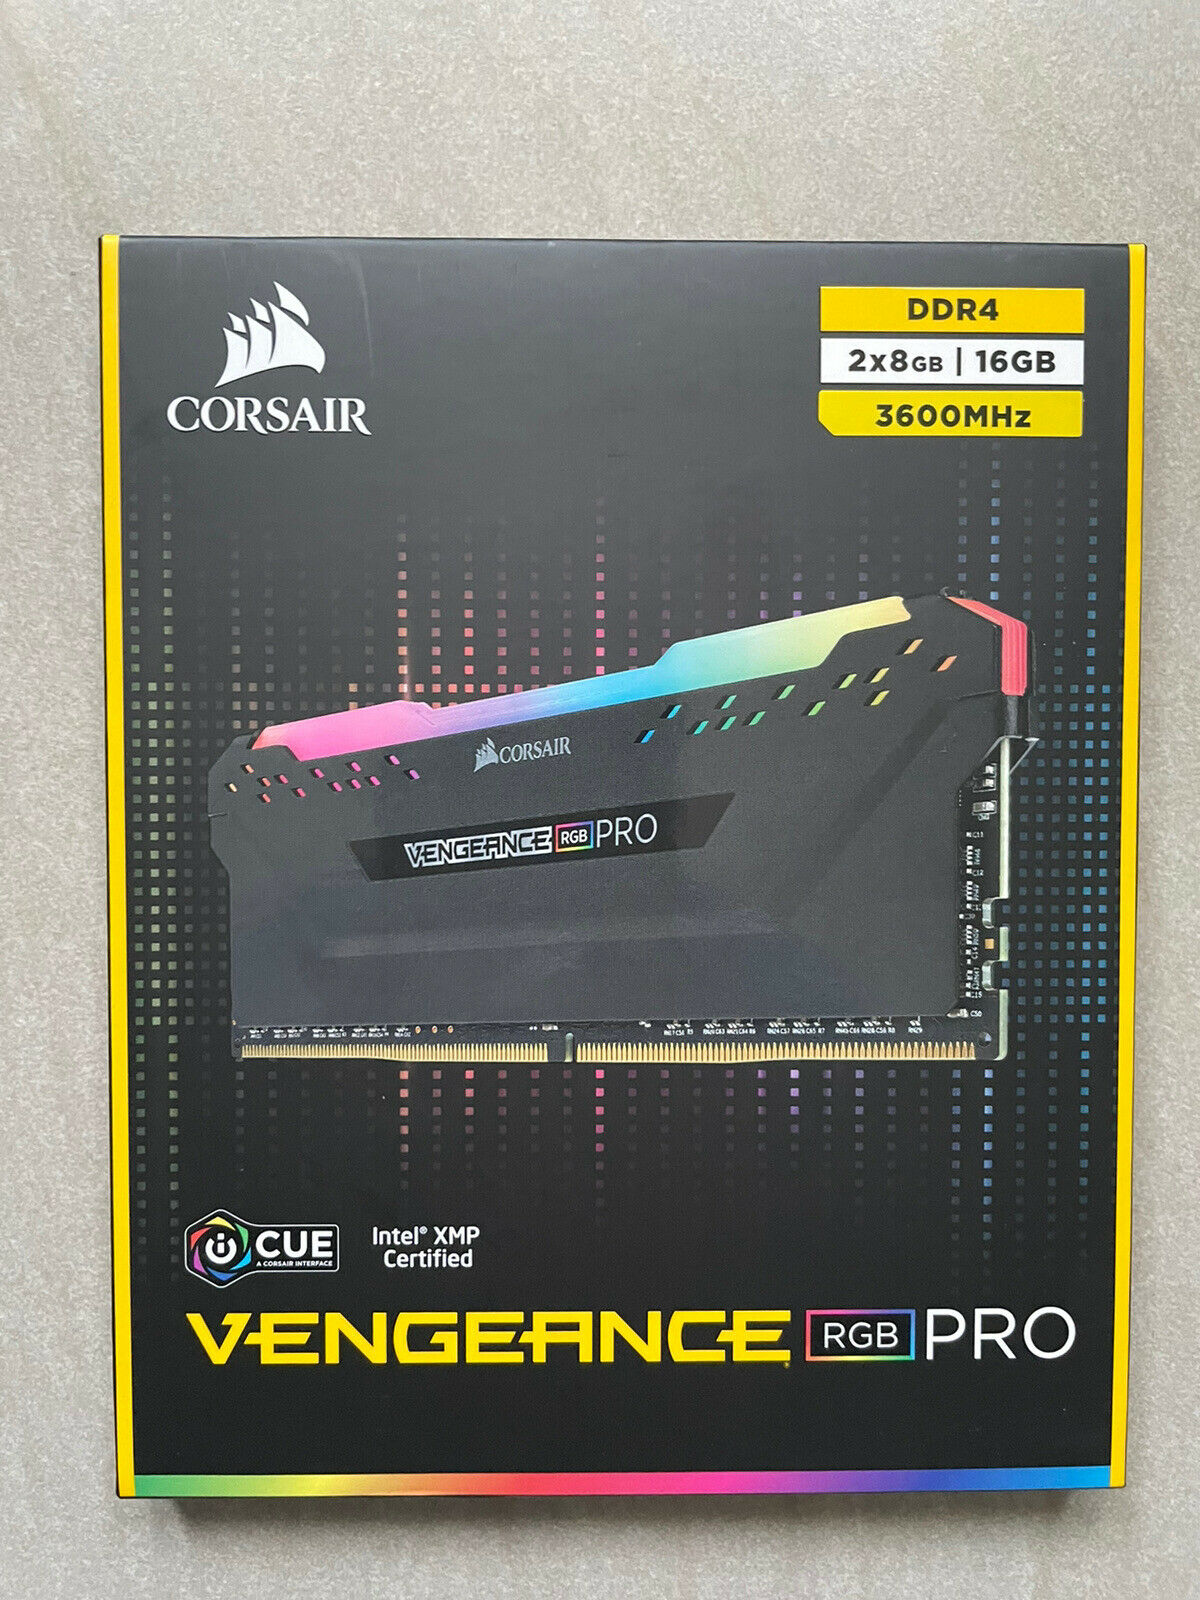 CORSAIR
DDR4
2x8GB | 16GB
3600MHz
CORSAIR
VENGEANCE RGB PRO
CUE
A CORSAIR INTERFACE
Intel® XMP
Certified
VENGEANCE RGB PRO